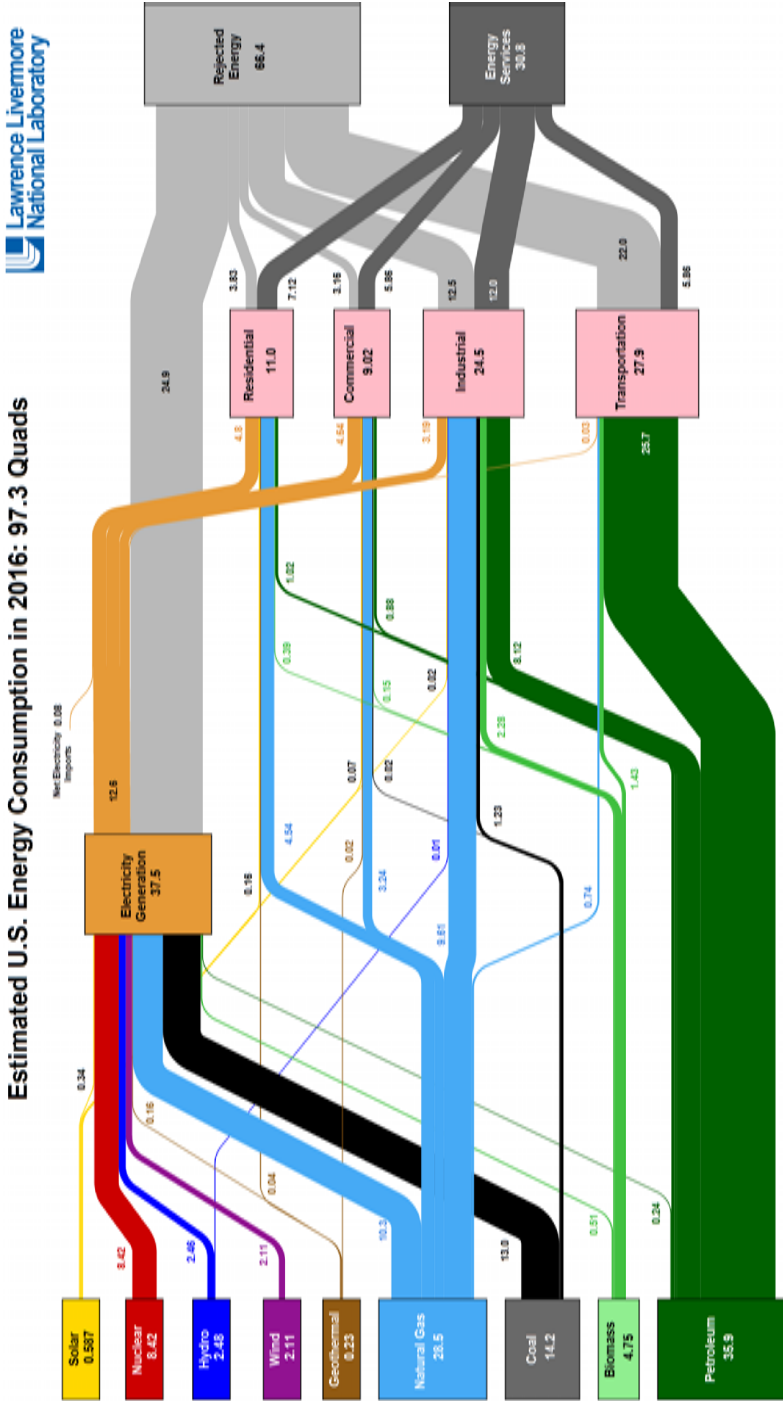 Estimated U.S. Energy Consumption in 2016: 97.3 Quads
Lawrence Livermore
National Laboratory
Net Electricity 0.08
Imports
Solar
0.587
Nuclear
8.42
Hydro
2.48
Wind
2.11
Geothermal
0.23
Natural Gas
28.5
Coal
14.2
Biomass
4.75
Petroleum
35.9
0.34
8.42
2.46
2.11
0.16
0.04
10.3
13.0
0.51
0.24
Electricity
Generation
37.5
12.6
24.9
0.16
4.54
0.02
3.24
0.07
0.02
0.01
9.61
1.23
0.74
0.39
1.02
0.15
0.88
0.02
2.28
8.12
1.43
4.8
4.64
3.19
0.03
25.7
Residential
11.0
Commercial
9.02
Industrial
24.5
Transportation
27.9
3.83
7.12
3.16
5.86
12.5
12.0
22.0
5.86
Rejected
Energy
66.4
Energy
Services
30.8